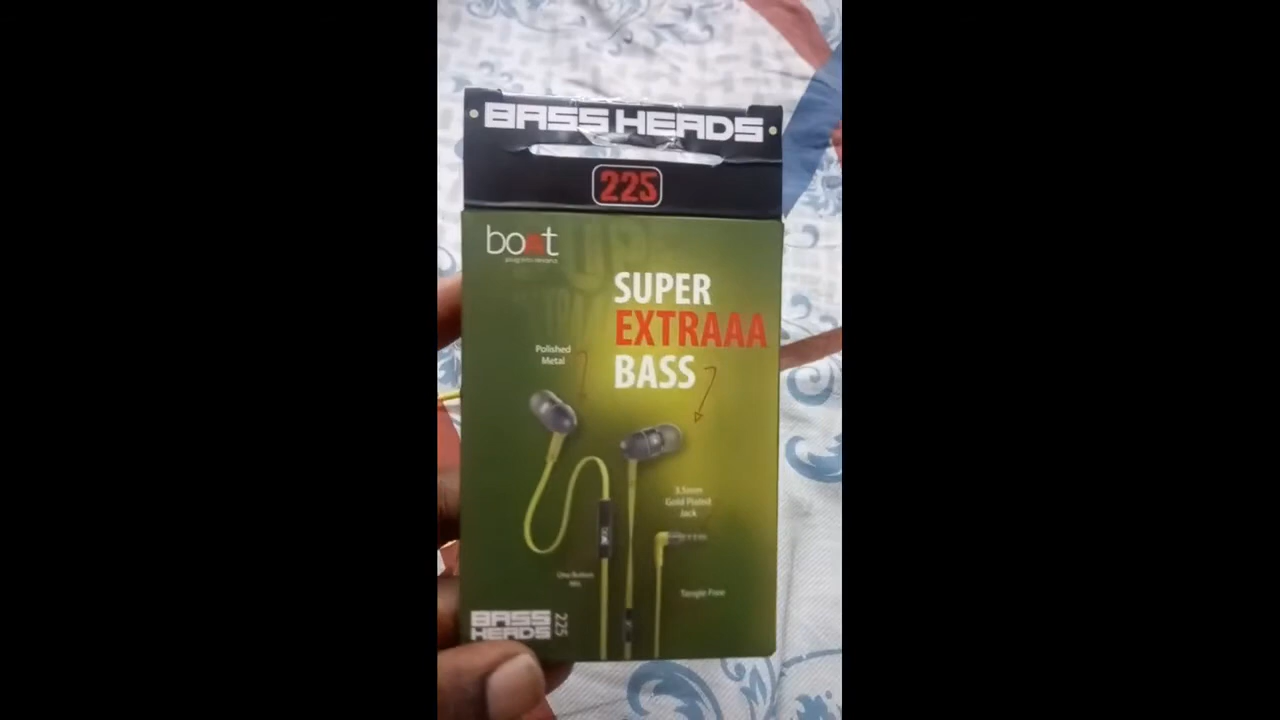 BASS HEADS
225
boAt
SUPER
EXTRAAA
BASS
Polished
Metal
3.5mm
Gold Plated
Jack
boAt
One Button
Mic
Tangle Free
BASS
HEADS
225